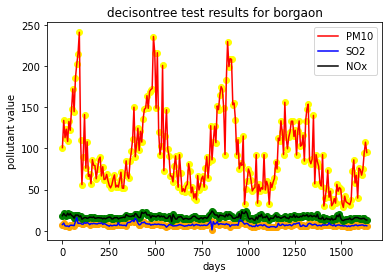 decisontree test results for borgaon
250
200
150
100
50
0
pollutant value
PM10
SO2
NOx
0
250
500
750
1000
1250
1500
days